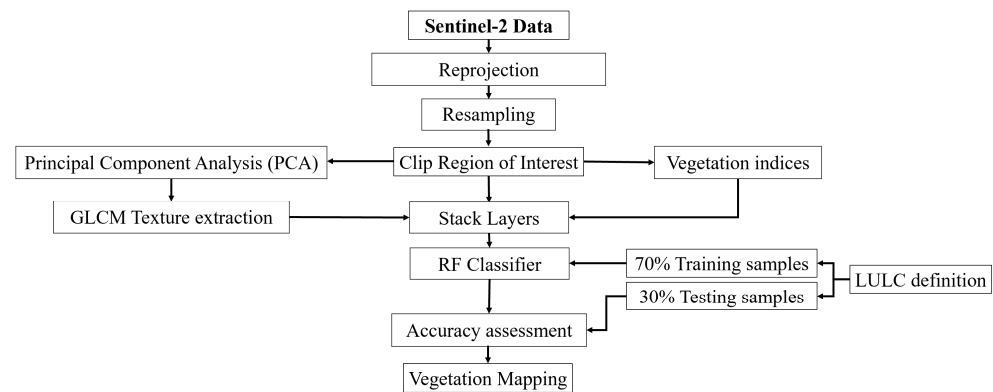 Sentinel-2 Data
Reprojection
Resampling
Principal Component Analysis (PCA)
Clip Region of Interest
Vegetation indices
GLCM Texture extraction
Stack Layers
RF Classifier
70% Training samples
LULC definition
30% Testing samples
Accuracy assessment
Vegetation Mapping